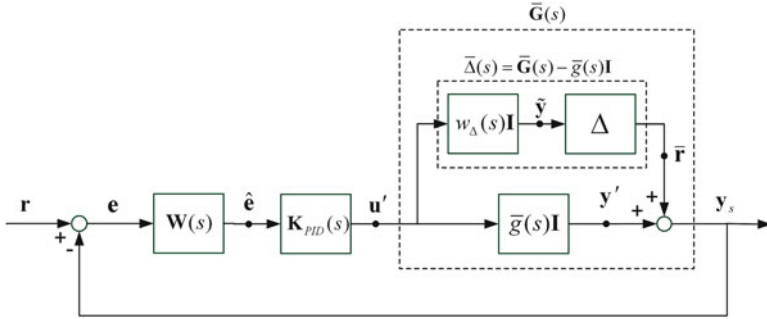 Ḡ(s)
Δ̄(s) = Ḡ(s) − ḡ(s)I
w_Δ(s)I
ỹ
Δ
r̄
r
e
W(s)
ê
K_PID(s)
u′
ḡ(s)I
y′
y_s
+
-
+
+